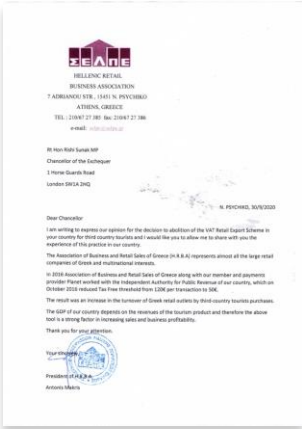 ΣΕΛΠΕ
HELLENIC RETAIL
BUSINESS ASSOCIATION
7 ADRIANOU STR., 15451 N. PSYCHIKO
ATHENS, GREECE
TEL. : 210/67 27 385 fax: 210/67 27 386
e-mail:
Rt Hon Rishi Sunak MP
Chancellor of the Exchequer
1 Horse Guards Road
London SW1A 2HQ
N. PSYCHIKO, 30/9/2020
Dear Chancellor
I am writing to express our opinion for the decision to abolition of the VAT Retail Export Scheme in
your country for third country tourists and I would like you to allow me to share with you the
experience of this practice in our country.
The Association of Business and Retail Sales of Greece (H.R.B.A) represents almost all the large retail
companies of Greek and multinational interests.
In 2016 Association of Business and Retail Sales of Greece along with our member and payments
provider Planet worked with the Independent Authority for Public Revenue of our country, which on
October 2016 reduced Tax Free threshold from 120€ per transaction to 50€.
The result was an increase in the turnover of Greek retail outlets by third-country tourists purchases.
The GDP of our country depends on the revenues of the tourism product and therefore the above
tool is a strong factor in increasing sales and business profitability.
Thank you for your attention.
Yours
President of H.R.B.A.
Antonis Makris